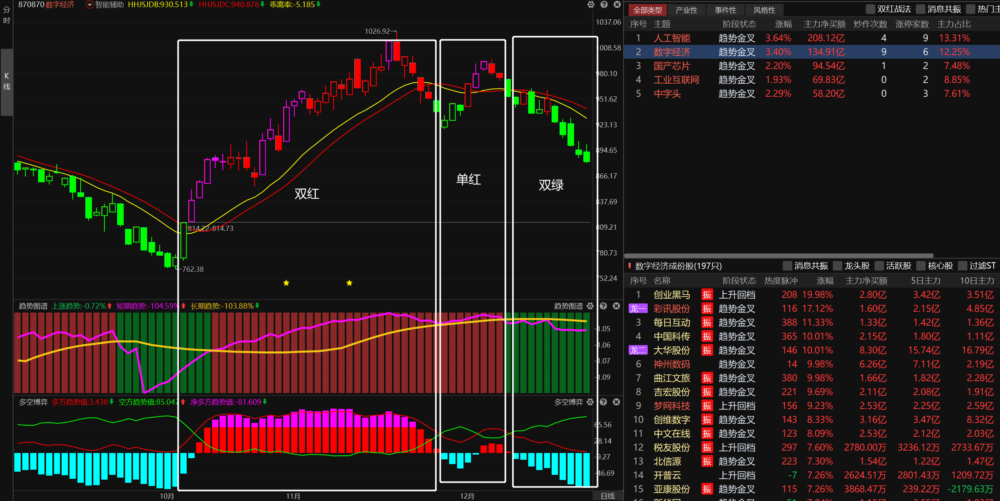 分时
K线
870870 数字经济 智能辅助 HHJSJDB:930.513 HHJSJDC:940.878 乖离率:-5.185
1037.06
1008.58
980.10
951.62
923.13
894.65
866.17
837.69
809.21
780.73
752.24
1026.92→
双红
单红
双绿
814.22-814.73
←762.38
趋势图谱 上涨趋势:-0.72% 短期趋势:-104.59% 长期趋势:-103.88% 趋势图谱
-1.05
-1.06
-1.07
-1.09
多空博弈 多方趋势值:3.438 空方趋势值:85.047 净多方趋势值:-81.609 多空博弈
65.56
28.14
-9.27
-46.69
10月 11月 12月 日线
全部类型 产业性 事件性 风格性 双红战法 消息共振 热门主
序号 主题 阶段状态 涨幅 主力净买额 炒作次数 涨停家数 主力占比
1 人工智能 趋势金叉 3.64% 208.12亿 4 9 13.31%
2 数字经济 趋势金叉 3.40% 134.91亿 9 6 12.25%
3 国产芯片 趋势金叉 2.20% 94.54亿 1 2 7.48%
4 工业互联网 趋势金叉 1.93% 69.83亿 0 2 8.85%
5 中字头 趋势金叉 2.29% 58.20亿 0 3 7.61%
数字经济成份股(197只) 消息共振 龙头股 活跃股 核心股 过滤ST
序号 名称 阶段状态 热度脉冲 涨幅 主力净买额 5日主力 10日主力
1 创业黑马 振 上升回档 208 19.98% 2.80亿 3.42亿 3.51亿
龙一 彩讯股份 振 趋势金叉 116 17.12% 1.60亿 2.15亿 4.85亿
3 每日互动 振 趋势金叉 388 11.33% 1.33亿 1.42亿 1.36亿
4 中国科传 振 趋势金叉 365 10.01% 2.15亿 1.80亿 1.11亿
龙二 大华股份 振 趋势金叉 146 10.01% 8.30亿 15.74亿 16.79亿
6 神州数码 趋势金叉 14 9.98% 6.26亿 7.11亿 2.19亿
7 曲江文旅 振 趋势金叉 380 9.98% 1.66亿 1.82亿 2.28亿
8 吉宏股份 振 趋势金叉 221 9.69% 2.11亿 2.08亿 1.91亿
9 梦网科技 振 上升回档 156 9.23% 2.53亿 2.25亿 2.59亿
10 创维数字 振 趋势金叉 143 8.33% 3.16亿 3.47亿 8.32亿
11 中文在线 振 趋势金叉 123 8.09% 2.53亿 2.12亿 2.03亿
12 税友股份 振 上升回档 297 7.60% 2780.00万 3236.12万 2733.67万
13 北信源 振 趋势金叉 223 7.30% 1.54亿 1.22亿 1.47亿
14 开普云 上升回档 -7 7.26% 2624.51万 2801.43万 1209.72万
15 亚康股份 振 趋势金叉 115 7.26% 3868.47万 239.22万 -2179.63万